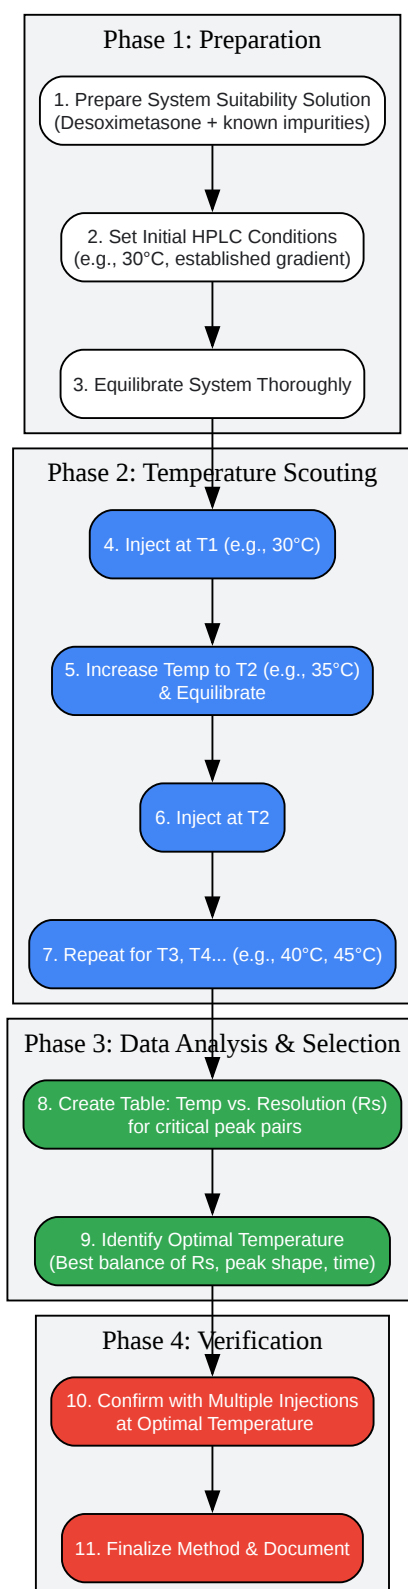 Phase 1: Preparation
1. Prepare System Suitability Solution
(Desoximetasone + known impurities)
2. Set Initial HPLC Conditions
(e.g., 30°C, established gradient)
3. Equilibrate System Thoroughly
Phase 2: Temperature Scouting
4. Inject at T1 (e.g., 30°C)
5. Increase Temp to T2 (e.g., 35°C)
& Equilibrate
6. Inject at T2
7. Repeat for T3, T4... (e.g., 40°C, 45°C)
Phase 3: Data Analysis & Selection
8. Create Table: Temp vs. Resolution (Rs)
for critical peak pairs
9. Identify Optimal Temperature
(Best balance of Rs, peak shape, time)
Phase 4: Verification
10. Confirm with Multiple Injections
at Optimal Temperature
11. Finalize Method & Document